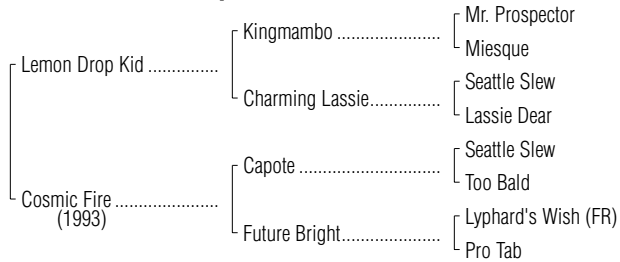 Mr. Prospector
Kingmambo ..................
Miesque
Lemon Drop Kid ...............
Seattle Slew
Charming Lassie...............
Lassie Dear
Seattle Slew
Capote ..............................
Too Bald
Cosmic Fire ......................
(1993)
Lyphard's Wish (FR)
Future Bright.....................
Pro Tab